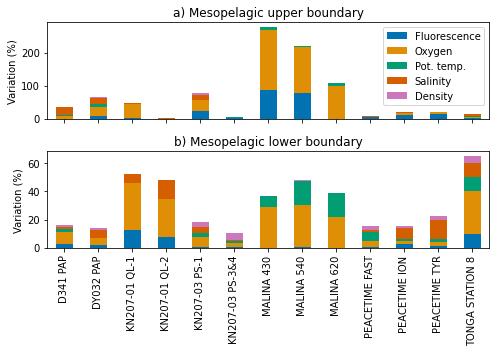 a) Mesopelagic upper boundary
Variation (%)
200
100
0
Fluorescence
Oxygen
Pot. temp.
Salinity
Density
b) Mesopelagic lower boundary
Variation (%)
60
40
20
0
D341 PAP
DY032 PAP
KN207-01 QL-1
KN207-01 QL-2
KN207-03 PS-1
KN207-03 PS-3&4
MALINA 430
MALINA 540
MALINA 620
PEACETIME FAST
PEACETIME ION
PEACETIME TYR
TONGA STATION 8